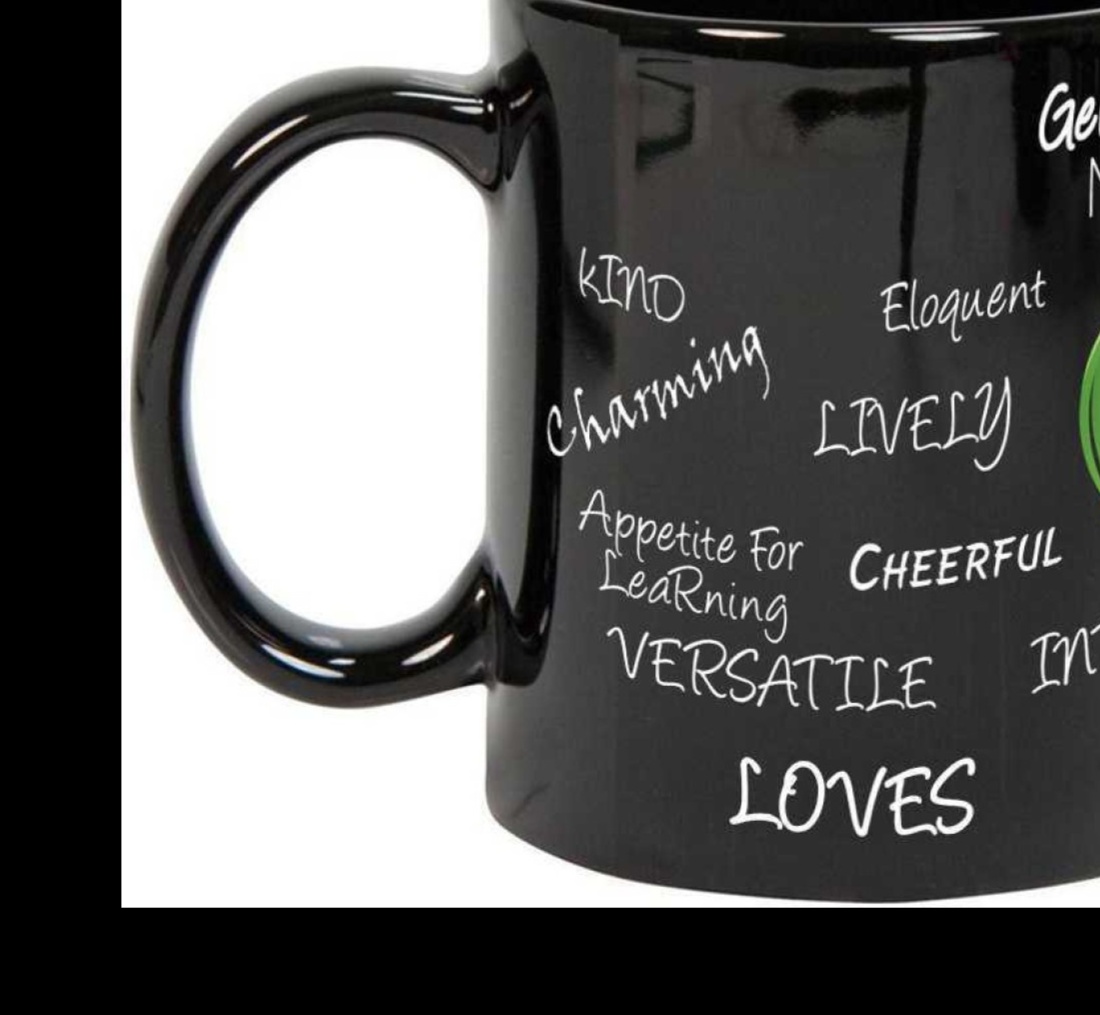 kIND
Eloquent
Charming
LIVELY
Appetite For
LeaRning
CHEERFUL
VERSATILE
LOVES